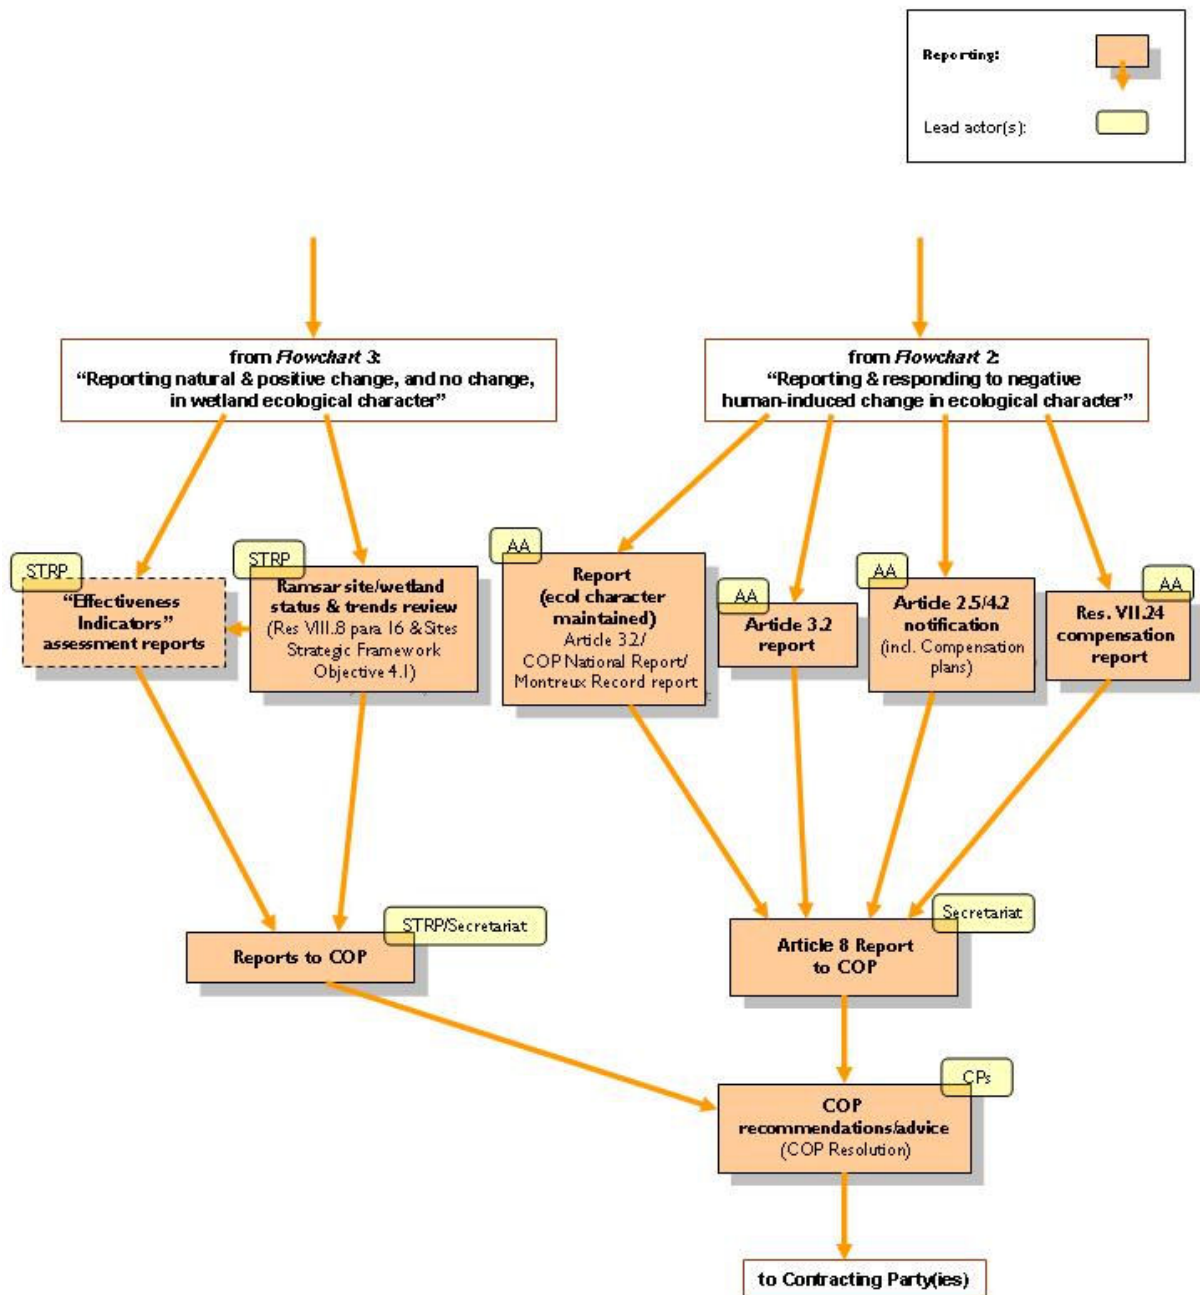 Reporting:
Lead actor(s):
from Flowchart 3:
“Reporting natural & positive change, and no change,
in wetland ecological character”
from Flowchart 2:
“Reporting & responding to negative
human-induced change in ecological character”
STRP
“Effectiveness
Indicators”
assessment reports
STRP
Ramsar site/wetland
status & trends review
(Res VIII.8 para 16 & Sites
Strategic Framework
Objective 4.1)
AA
Report
(ecol character
maintained)
Article 3.2/
COP National Report/
Montreux Record report
AA
Article 3.2
report
AA
Article 2.5/4.2
notification
(incl. Compensation
plans)
AA
Res. VII.24
compensation
report
STRP/Secretariat
Reports to COP
Secretariat
Article 8 Report
to COP
CPs
COP
recommendations/advice
(COP Resolution)
to Contracting Party(ies)